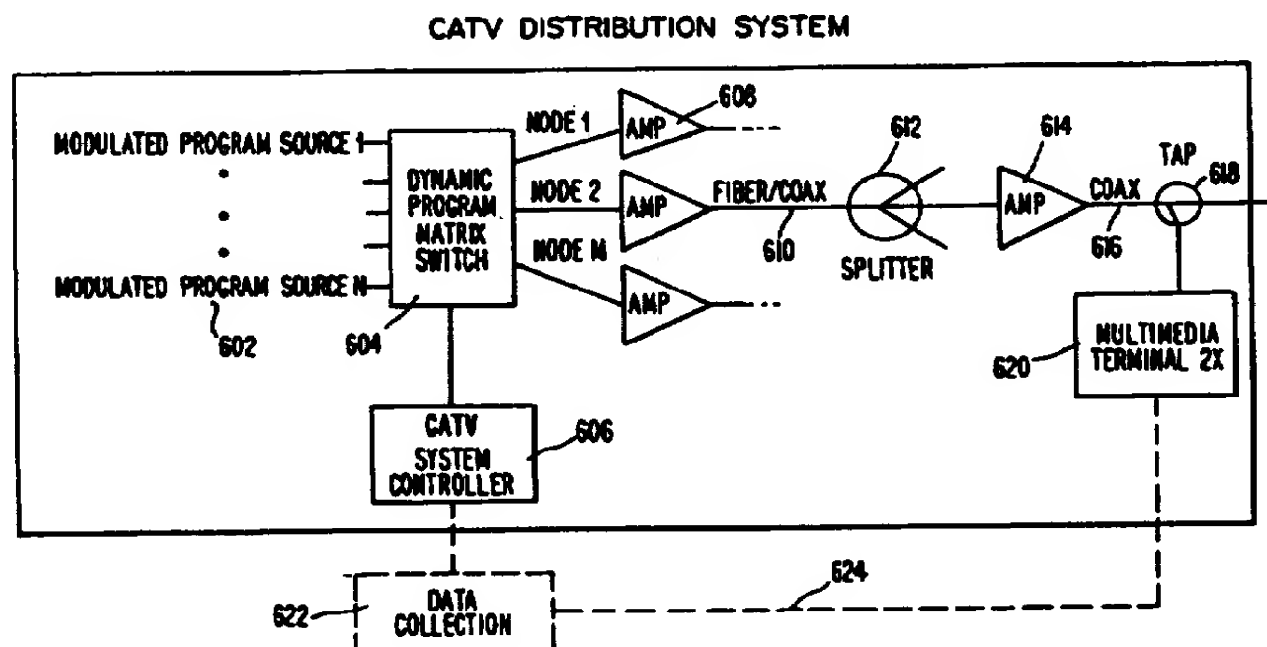 CATV DISTRIBUTION SYSTEM
MODULATED PROGRAM SOURCE 1
MODULATED PROGRAM SOURCE N
602
DYNAMIC
PROGRAM
MATRIX
SWITCH
604
NODE 1
NODE 2
NODE M
AMP
608
AMP
AMP
FIBER/COAX
610
612
SPLITTER
614
AMP
COAX
616
TAP
618
MULTIMEDIA
TERMINAL 2X
620
CATV
SYSTEM
CONTROLLER
606
DATA
COLLECTION
622
624